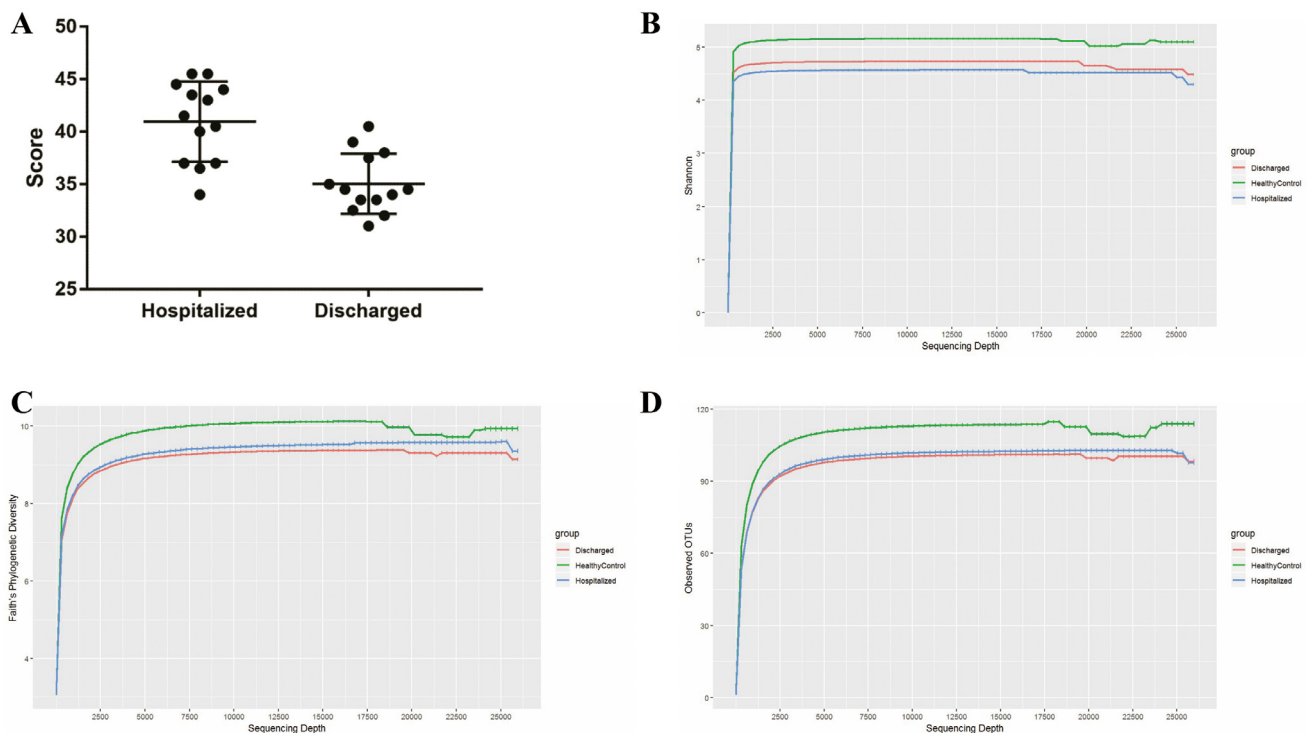 A
50
45
40
35
30
25
Score
Hospitalized
Discharged
B
5
4
3
2
1
0
Shannon
2500
5000
7500
10000
12500
15000
17500
20000
22500
25000
Sequencing Depth
group
Discharged
HealthyControl
Hospitalized
C
10
8
6
4
Faith's Phylogenetic Diversity
2500
5000
7500
10000
12500
15000
17500
20000
22500
25000
Sequencing Depth
group
Discharged
HealthyControl
Hospitalized
D
120
90
60
30
0
Observed OTUs
2500
5000
7500
10000
12500
15000
17500
20000
22500
25000
Sequencing Depth
group
Discharged
HealthyControl
Hospitalized